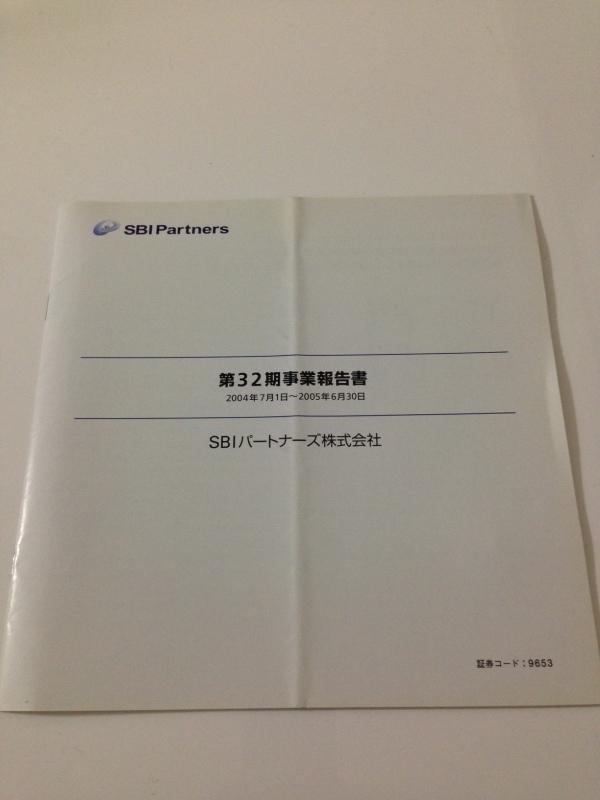 SBI Partners
第32期事業報告書
2004年7月1日～2005年6月30日
SBIパートナーズ株式会社
証券コード：9653